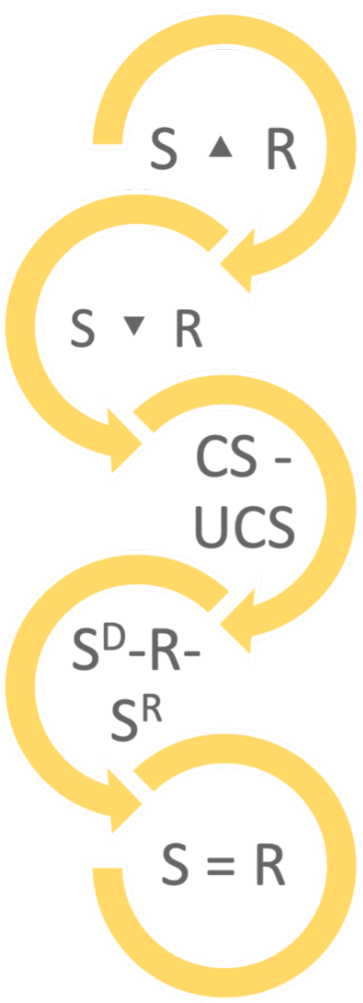 S ▲ R
S ▼ R
CS -
UCS
Sᴰ-R-
Sᴿ
S = R